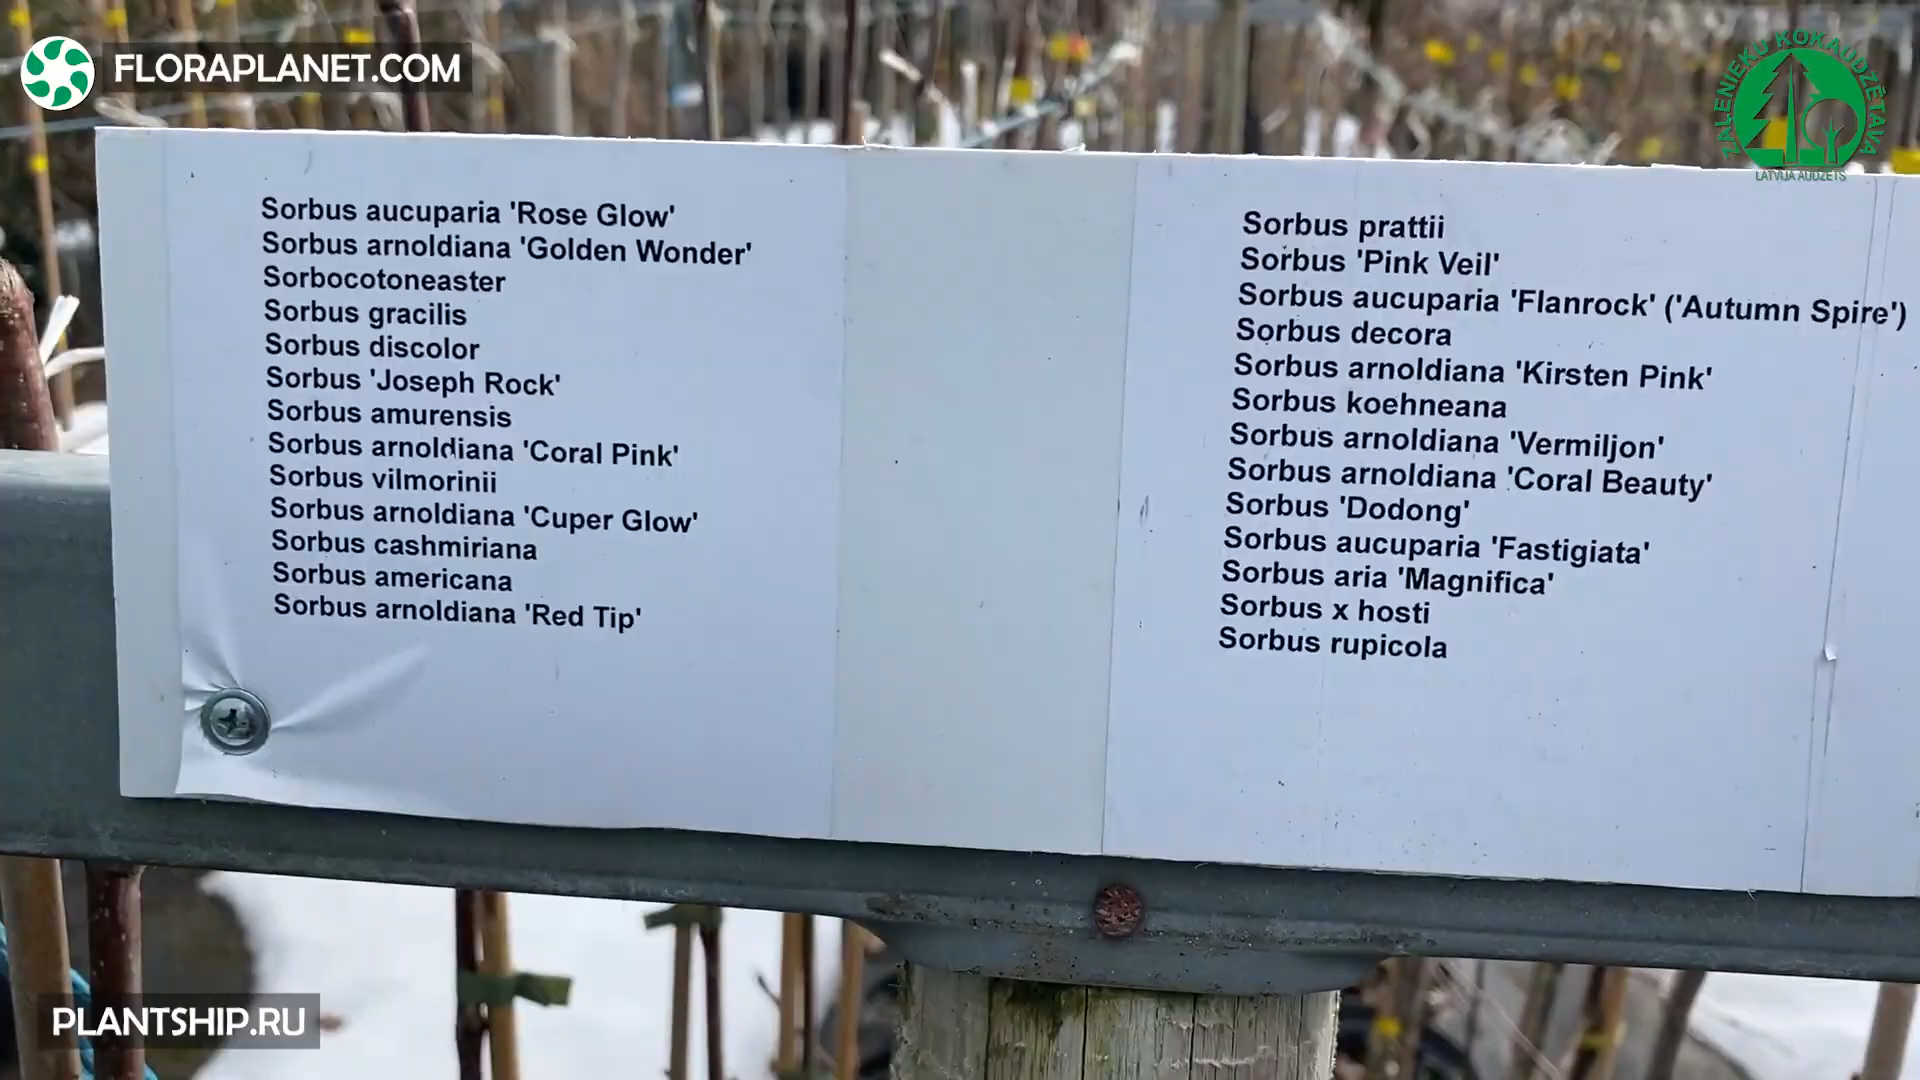 FLORAPLANET.COM
ZAĻENIEKU KOKAUDZĒTAVA
LATVIJĀ AUDZĒTS
Sorbus aucuparia 'Rose Glow'
Sorbus arnoldiana 'Golden Wonder'
Sorbocotoneaster
Sorbus gracilis
Sorbus discolor
Sorbus 'Joseph Rock'
Sorbus amurensis
Sorbus arnoldiana 'Coral Pink'
Sorbus vilmorinii
Sorbus arnoldiana 'Cuper Glow'
Sorbus cashmiriana
Sorbus americana
Sorbus arnoldiana 'Red Tip'
Sorbus prattii
Sorbus 'Pink Veil'
Sorbus aucuparia 'Flanrock' ('Autumn Spire')
Sorbus decora
Sorbus arnoldiana 'Kirsten Pink'
Sorbus koehneana
Sorbus arnoldiana 'Vermiljon'
Sorbus arnoldiana 'Coral Beauty'
Sorbus 'Dodong'
Sorbus aucuparia 'Fastigiata'
Sorbus aria 'Magnifica'
Sorbus x hosti
Sorbus rupicola
PLANTSHIP.RU